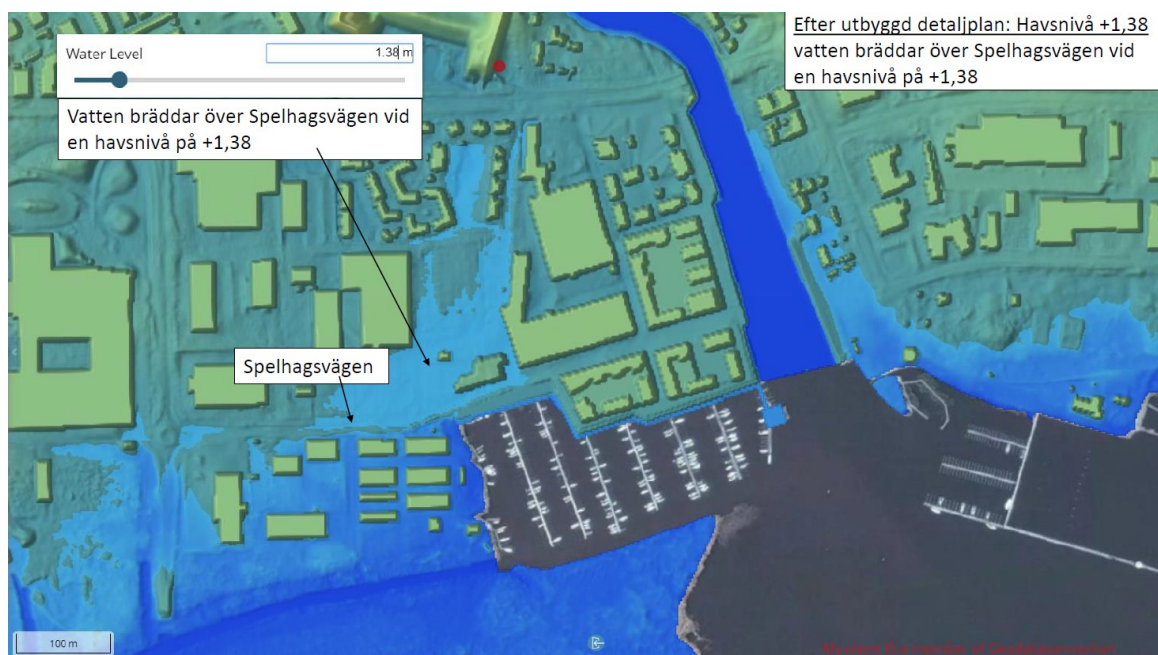 Water Level
1.38 m
Vatten bräddar över Spelhagsvägen vid
en havsnivå på +1,38
Efter utbyggd detaljplan: Havsnivå +1,38
vatten bräddar över Spelhagsvägen vid
en havsnivå på +1,38
Spelhagsvägen
100 m